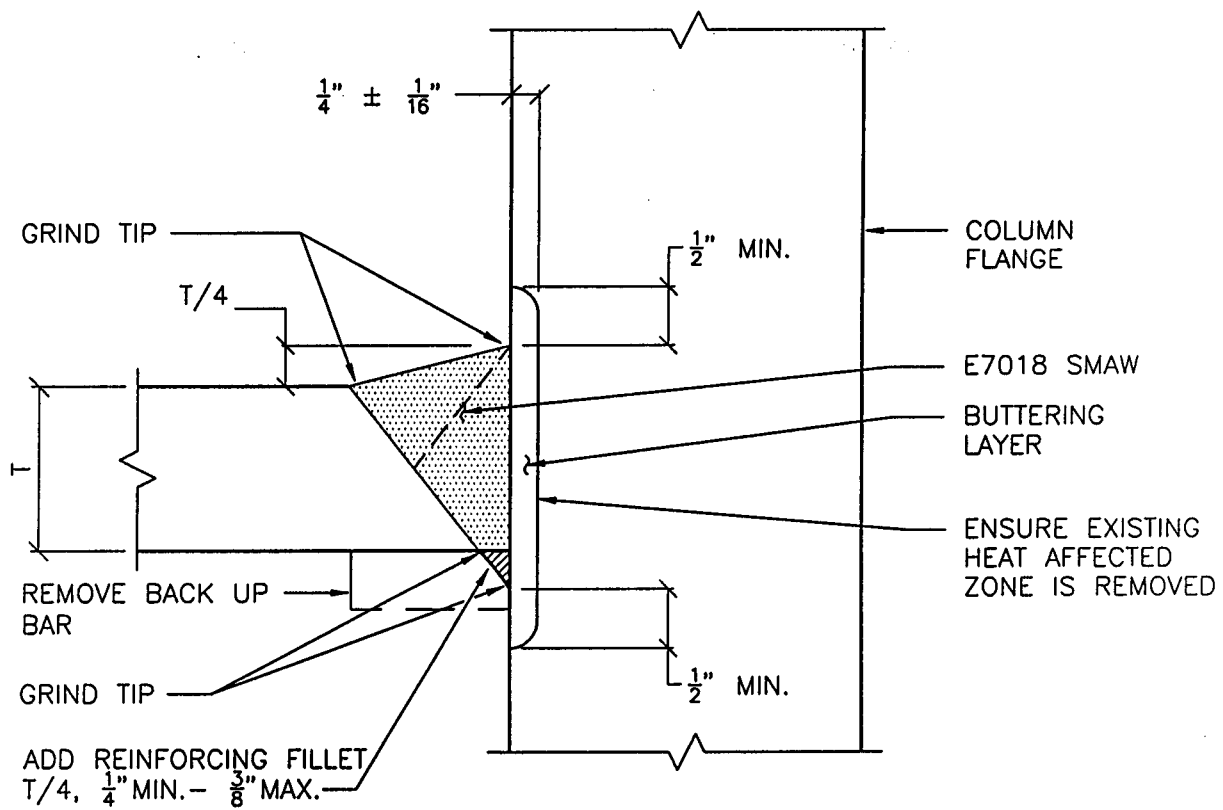 1/4" ± 1/16"
GRIND TIP
T/4
1/2" MIN.
COLUMN
FLANGE
E7018 SMAW
BUTTERING
LAYER
T
ENSURE EXISTING
HEAT AFFECTED
ZONE IS REMOVED
REMOVE BACK UP
BAR
GRIND TIP
1/2" MIN.
ADD REINFORCING FILLET
T/4, 1/4" MIN.- 3/8" MAX.